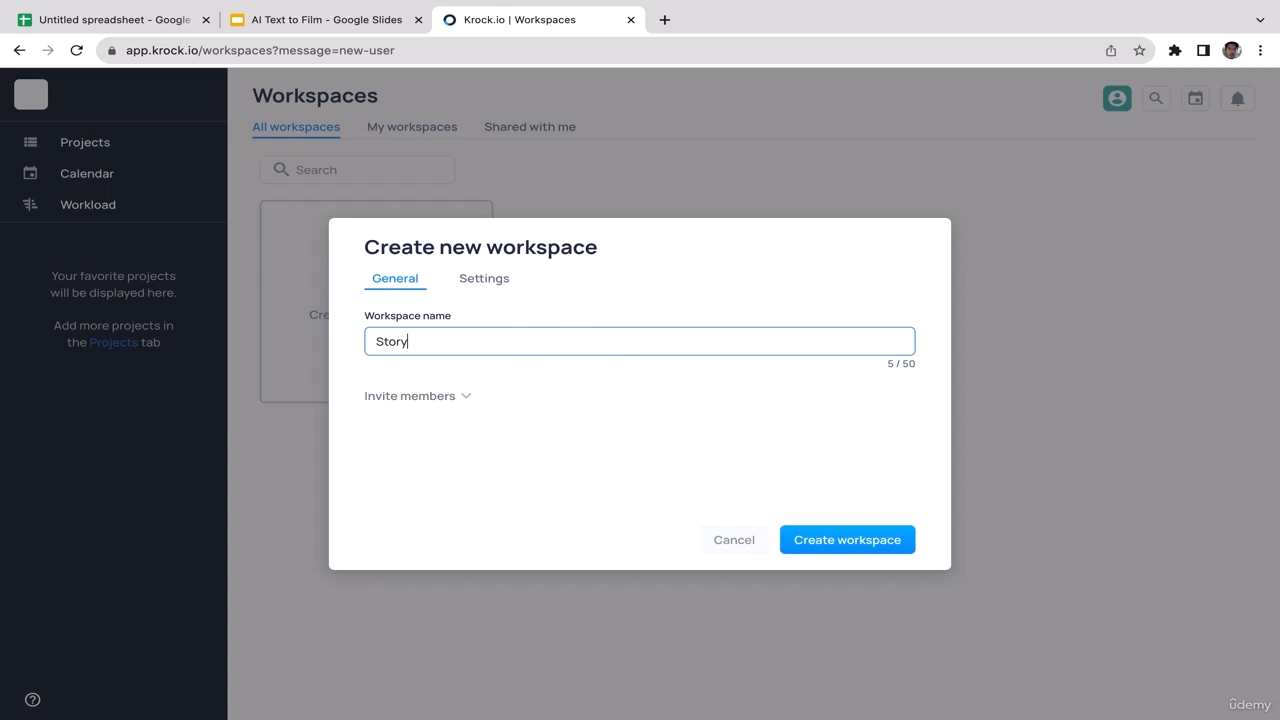 Untitled spreadsheet - Google
AI Text to Film - Google Slides
Krock.io | Workspaces
app.krock.io/workspaces?message=new-user
Projects
Calendar
Workload
Your favorite projects
will be displayed here.
Add more projects in
the Projects tab
Workspaces
All workspaces
My workspaces
Shared with me
Search
Cre
Create new workspace
General
Settings
Workspace name
Story
5 / 50
Invite members
Cancel
Create workspace
ûdemy